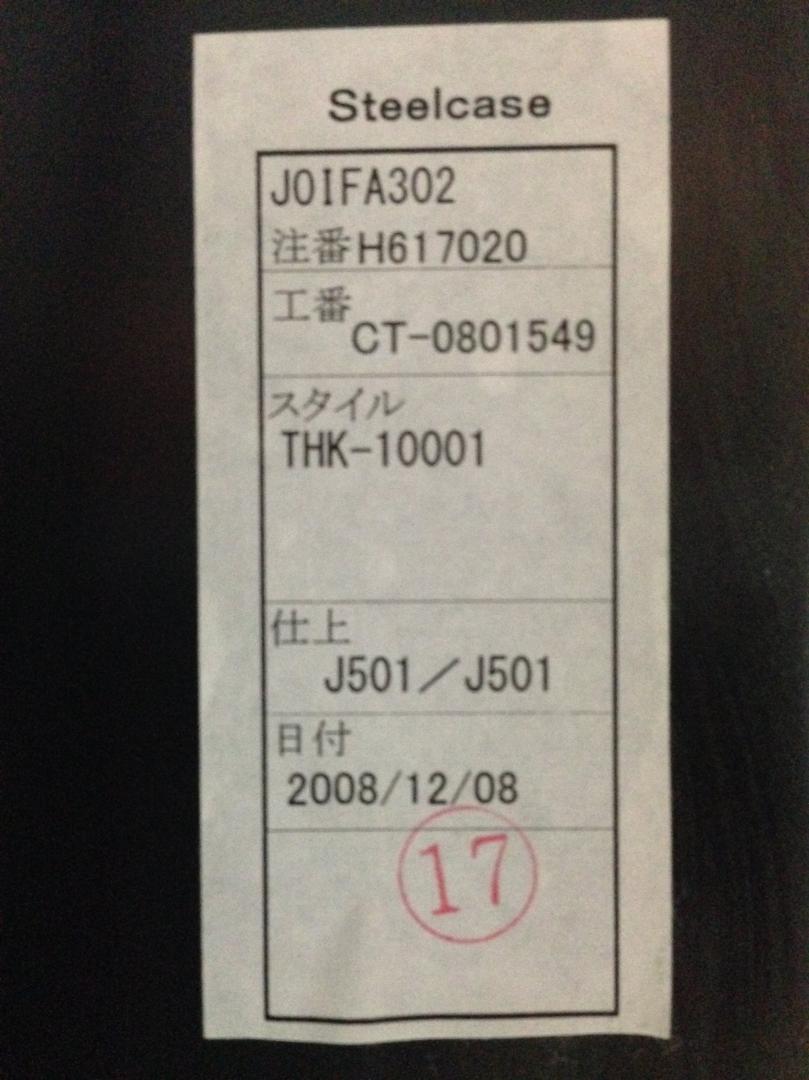 Steelcase
JOIFA302
注番H617020
工番
CT-0801549
スタイル
THK-10001
仕上
J501／J501
日付
2008/12/08
17